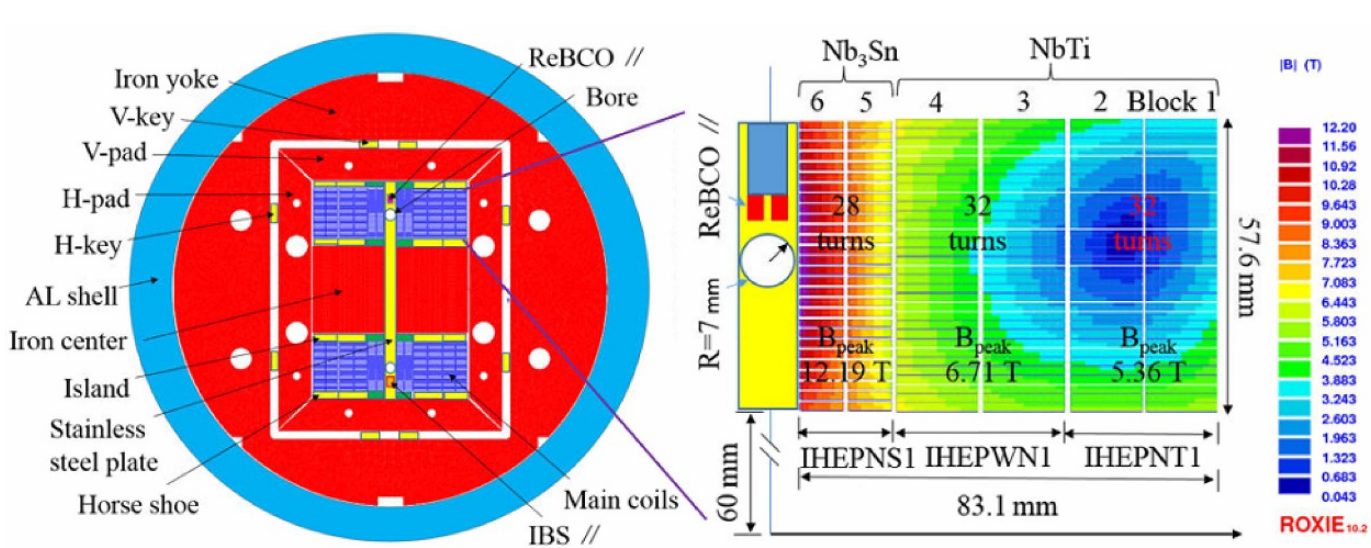 Iron yoke
V-key
V-pad
H-pad
H-key
AL shell
Iron center
Island
Stainless
steel plate
Horse shoe
ReBCO //
Bore
Main coils
IBS //
Nb₃Sn
NbTi
6 5 4 3 2 Block 1
ReBCO //
R=7 mm
28
turns
32
turns
32
turns
B_peak
12.19 T
B_peak
6.71 T
B_peak
5.36 T
57.6 mm
IHEPNS1 IHEPWN1 IHEPNT1
83.1 mm
60 mm
|B| (T)
12.20
11.56
10.92
10.28
9.643
9.003
8.363
7.723
7.083
6.443
5.803
5.163
4.523
3.883
3.243
2.603
1.963
1.323
0.683
0.043
ROXIE 10.2